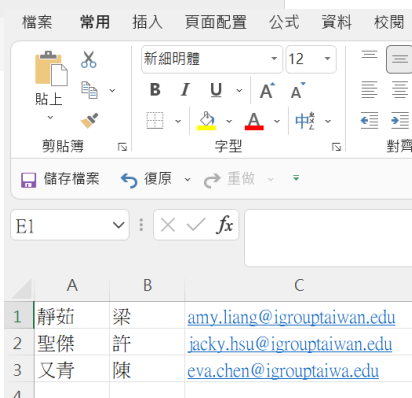 檔案 常用 插入 頁面配置 公式 資料 校閱
新細明體 12
貼上
B I U A A
A 中
剪貼簿 字型 對齊
儲存檔案 復原 重做
E1 fx
A B C
1 靜茹 梁 amy.liang@igrouptaiwan.edu
2 聖傑 許 jacky.hsu@igrouptaiwan.edu
3 又青 陳 eva.chen@igrouptaiwa.edu
4